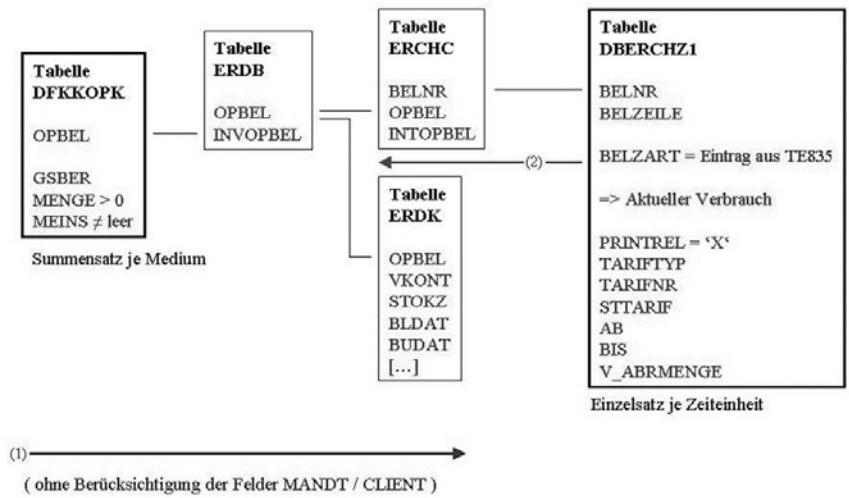 Tabelle
DFKKOPK
OPBEL
GSBER
MENGE > 0
MEINS ≠ leer
Summensatz je Medium
Tabelle
ERDB
OPBEL
INVOPBEL
Tabelle
ERCHC
BELNR
OPBEL
INTOPBEL
(2)
Tabelle
ERDK
OPBEL
VKONT
STOKZ
BLDAT
BUDAT
[...]
Tabelle
DBERCHZ1
BELNR
BELZEILE
BELZART = Eintrag aus TE835
=> Aktueller Verbrauch
PRINTREL = ‘X‘
TARIFTYP
TARIFNR
STTARIF
AB
BIS
V_ABRMENGE
Einzelsatz je Zeiteinheit
(1)
( ohne Berücksichtigung der Felder MANDT / CLIENT )